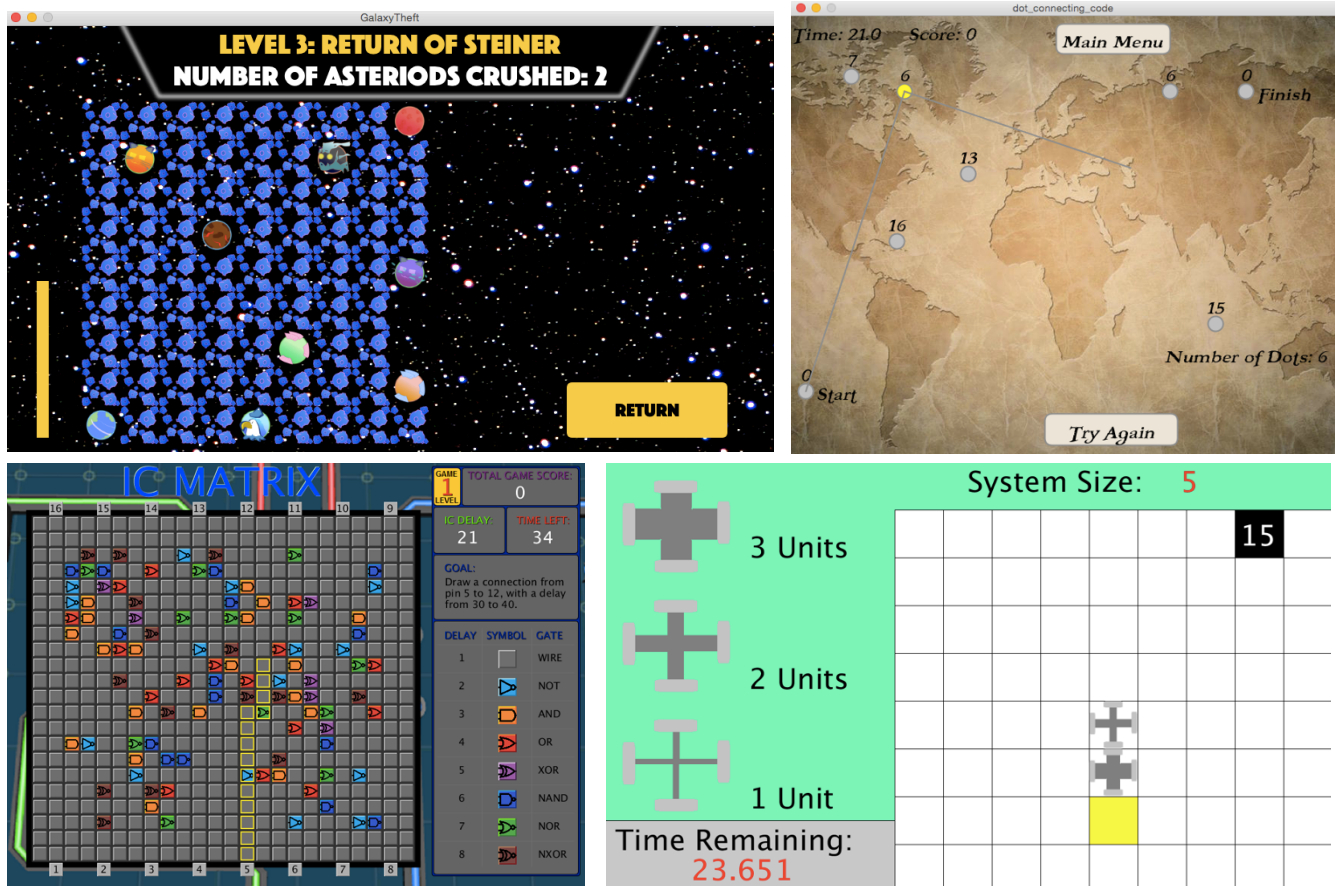 GalaxyTheft
LEVEL 3: RETURN OF STEINER
NUMBER OF ASTERIODS CRUSHED: 2
RETURN
dot_connecting_code
Time: 21.0 Score: 0
Main Menu
7
6
6
0
Finish
13
16
15
Number of Dots: 6
0
Start
Try Again
IC MATRIX
16 15 14 13 12 11 10 9
1 2 3 4 5 6 7 8
GAME
1
LEVEL
TOTAL GAME SCORE:
0
IC DELAY:
21
TIME LEFT:
34
GOAL:
Draw a connection from
pin 5 to 12, with a delay
from 30 to 40.
DELAY SYMBOL GATE
1 WIRE
2 NOT
3 AND
4 OR
5 XOR
6 NAND
7 NOR
8 NXOR
System Size: 5
15
3 Units
2 Units
1 Unit
Time Remaining:
23.651